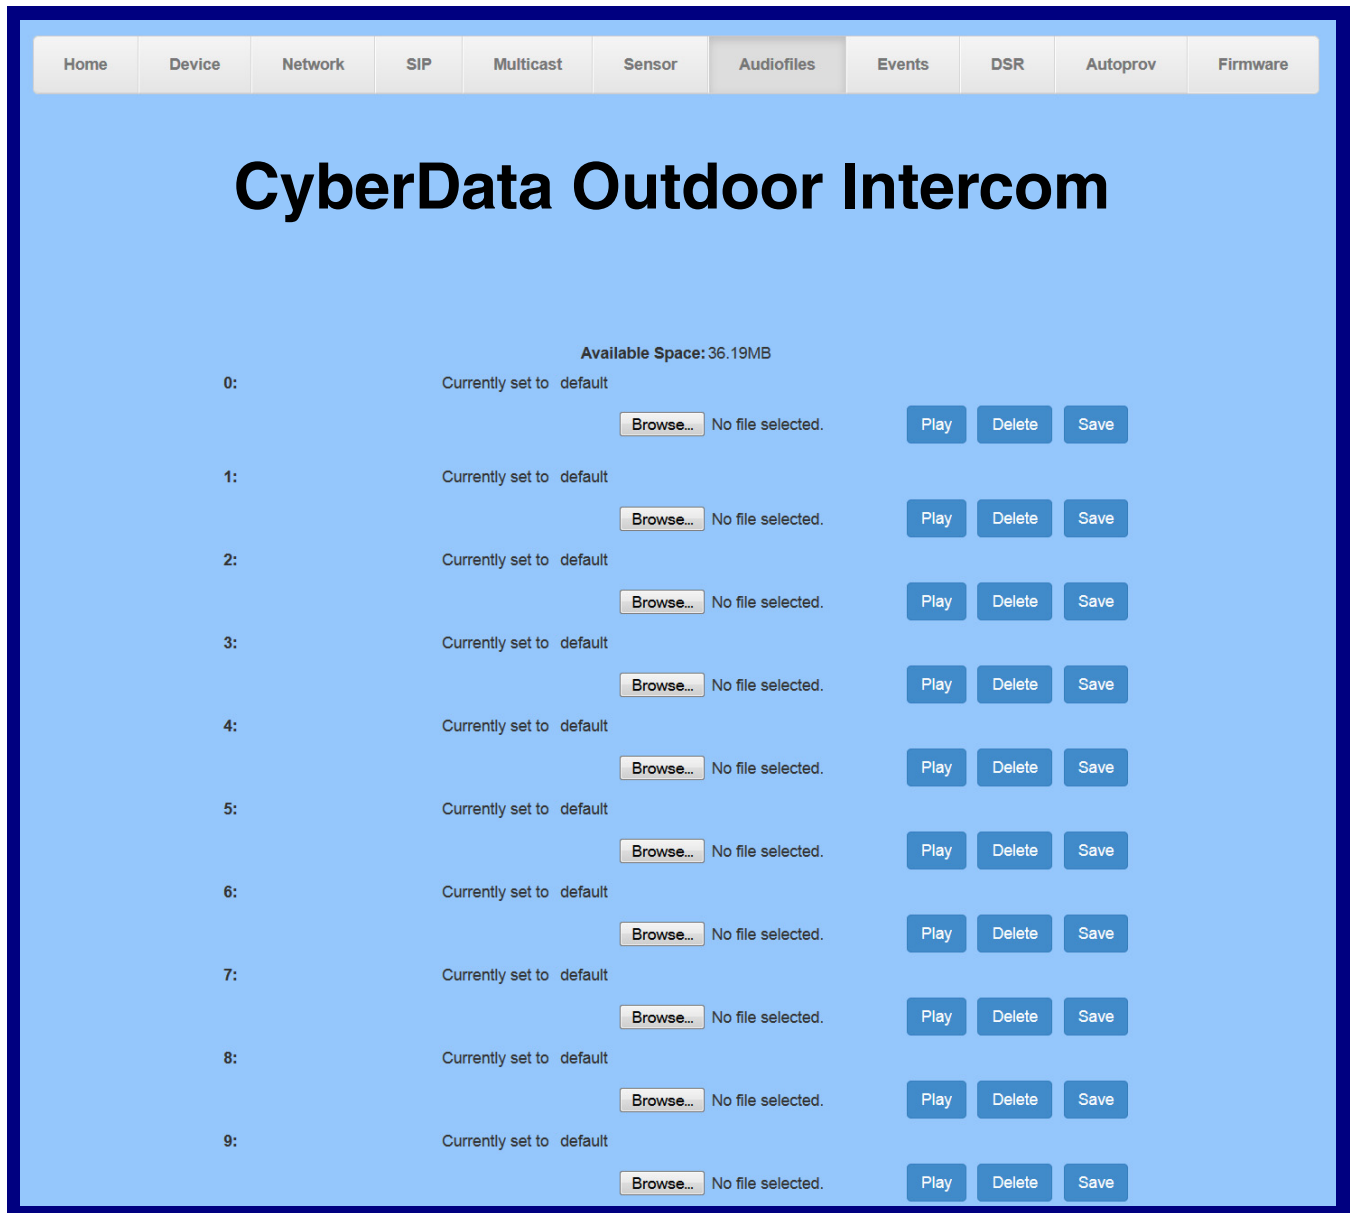 Home Device Network SIP Multicast Sensor Audiofiles Events DSR Autoprov Firmware
CyberData Outdoor Intercom
Available Space: 36.19MB
0: Currently set to default
Browse... No file selected. Play Delete Save
1: Currently set to default
Browse... No file selected. Play Delete Save
2: Currently set to default
Browse... No file selected. Play Delete Save
3: Currently set to default
Browse... No file selected. Play Delete Save
4: Currently set to default
Browse... No file selected. Play Delete Save
5: Currently set to default
Browse... No file selected. Play Delete Save
6: Currently set to default
Browse... No file selected. Play Delete Save
7: Currently set to default
Browse... No file selected. Play Delete Save
8: Currently set to default
Browse... No file selected. Play Delete Save
9: Currently set to default
Browse... No file selected. Play Delete Save